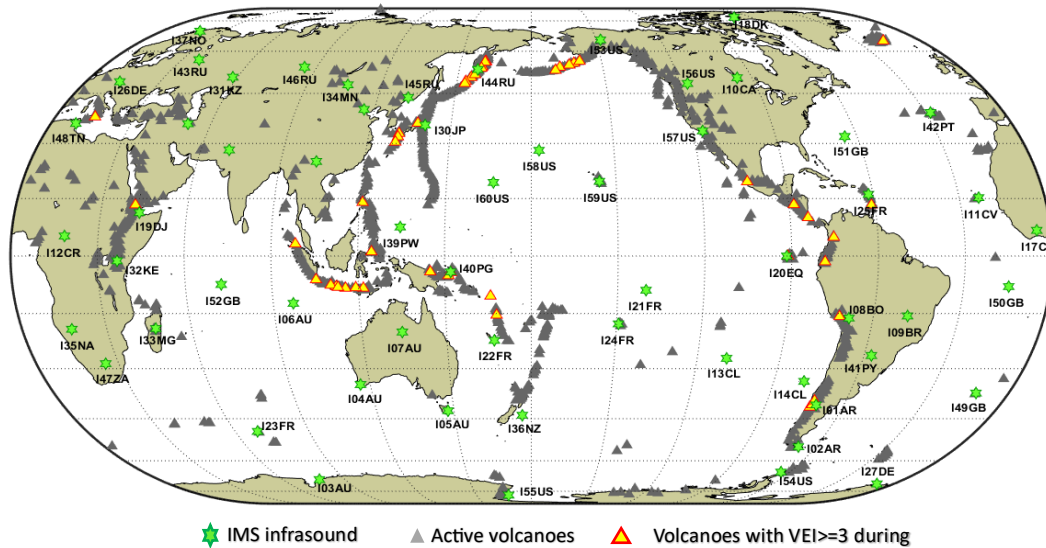 I18DK
I37NO
I53US
I43RU
I46RU
I44RU
I56US
I26DE
I31KZ
I34MN
I45RU
I10CA
I48TN
I30JP
I57US
I42PT
I51GB
I58US
I60US
I59US
I25FR
I11CV
I19DJ
I39PW
I12CR
I17C
I32KE
I40PG
I20EQ
I52GB
I21FR
I50GB
I06AU
I08BO
I09BR
I35NA
I33MG
I07AU
I22FR
I24FR
I47ZA
I13CL
I41PY
I04AU
I14CL
I49GB
I05AU
I36NZ
I01AR
I23FR
I02AR
I27DE
I03AU
I55US
I54US
IMS infrasound Active volcanoes Volcanoes with VEI>=3 during